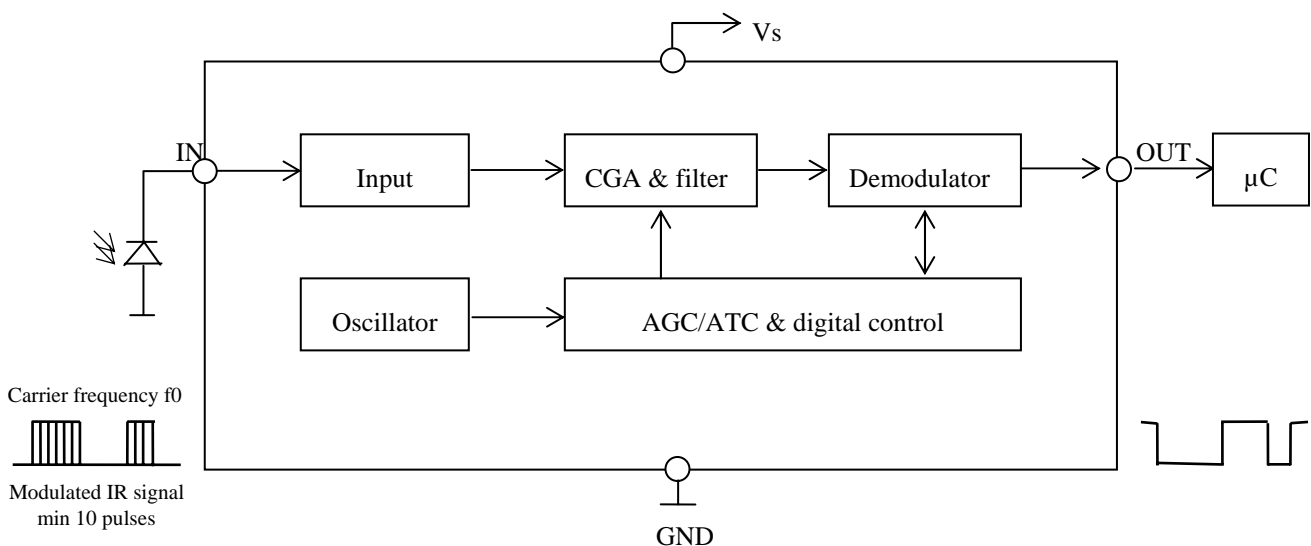 Vs
IN
OUT
Input
CGA & filter
Demodulator
µC
Oscillator
AGC/ATC & digital control
Carrier frequency f0
Modulated IR signal
min 10 pulses
GND